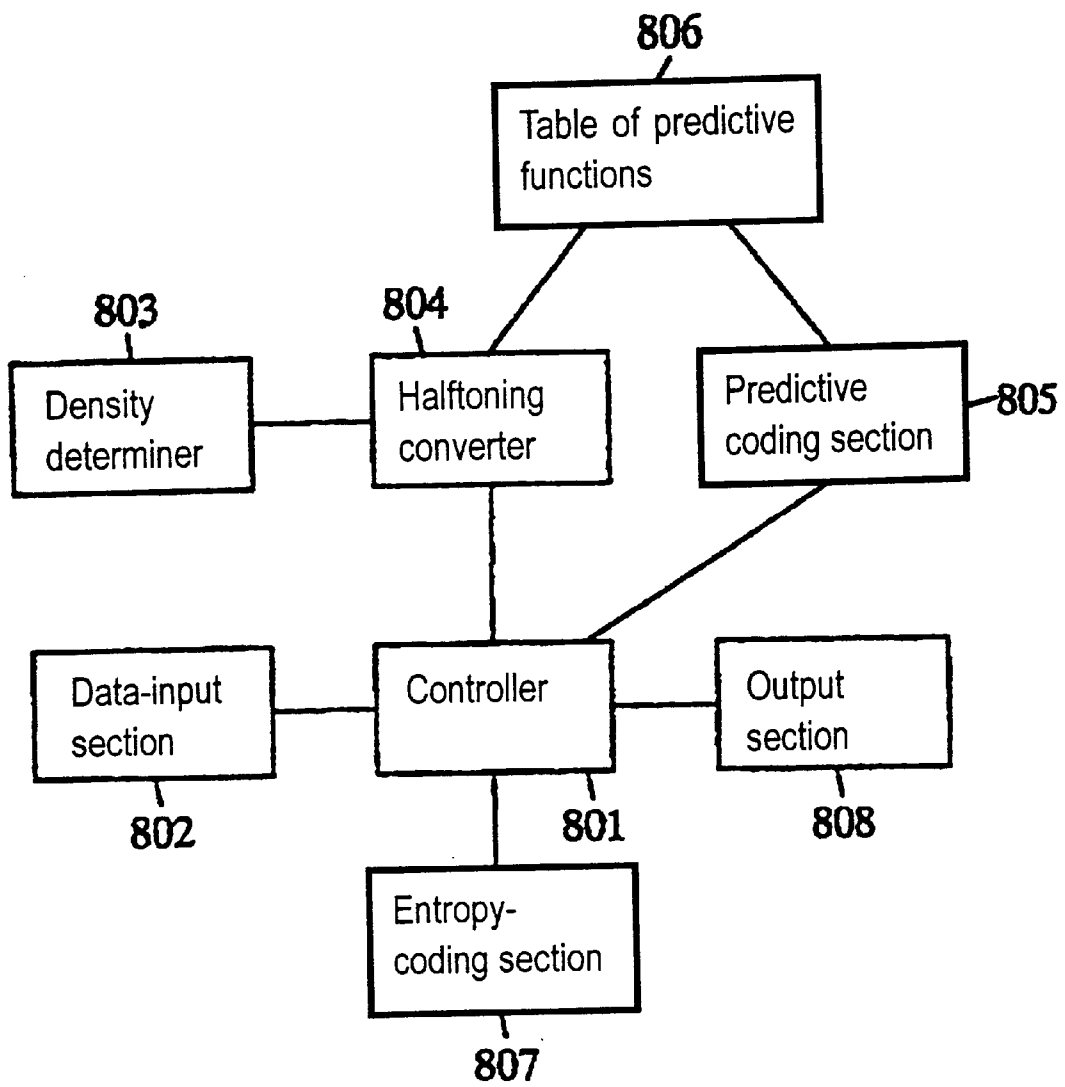 806
Table of predictive
functions
803
804
Density
determiner
Halftoning
converter
Predictive
coding section
805
Data-input
section
802
Controller
801
Output
section
808
Entropy-
coding section
807